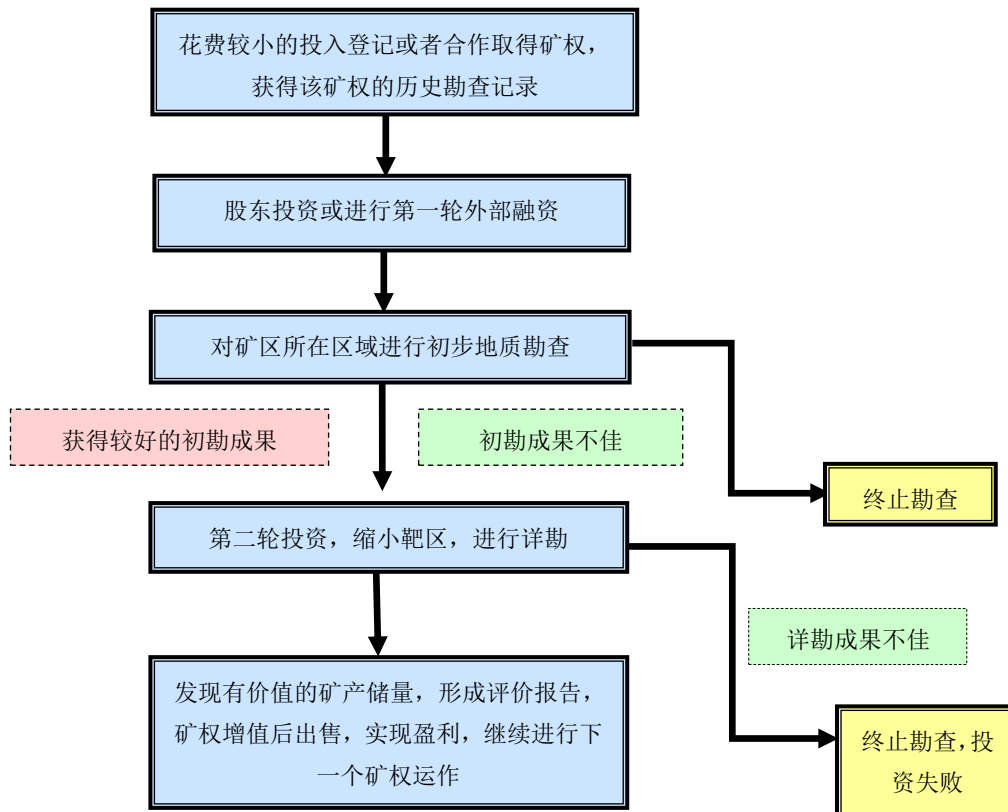 花费较小的投入登记或者合作取得矿权，
获得该矿权的历史勘查记录
股东投资或进行第一轮外部融资
对矿区所在区域进行初步地质勘查
获得较好的初勘成果
初勘成果不佳
终止勘查
第二轮投资，缩小靶区，进行详勘
详勘成果不佳
发现有价值的矿产储量，形成评价报告，
矿权增值后出售，实现盈利，继续进行下
一个矿权运作
终止勘查，投
资失败